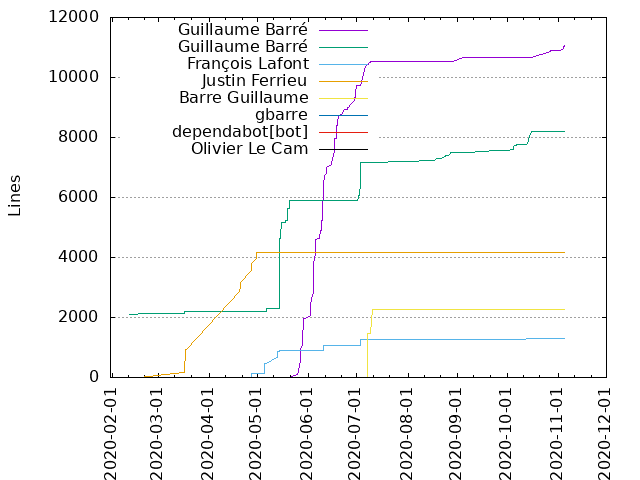 12000
10000
8000
6000
4000
2000
0
Lines
Guillaume Barré
Guillaume Barré
François Lafont
Justin Ferrieu
Barre Guillaume
gbarre
dependabot[bot]
Olivier Le Cam
2020-02-01
2020-03-01
2020-04-01
2020-05-01
2020-06-01
2020-07-01
2020-08-01
2020-09-01
2020-10-01
2020-11-01
2020-12-01